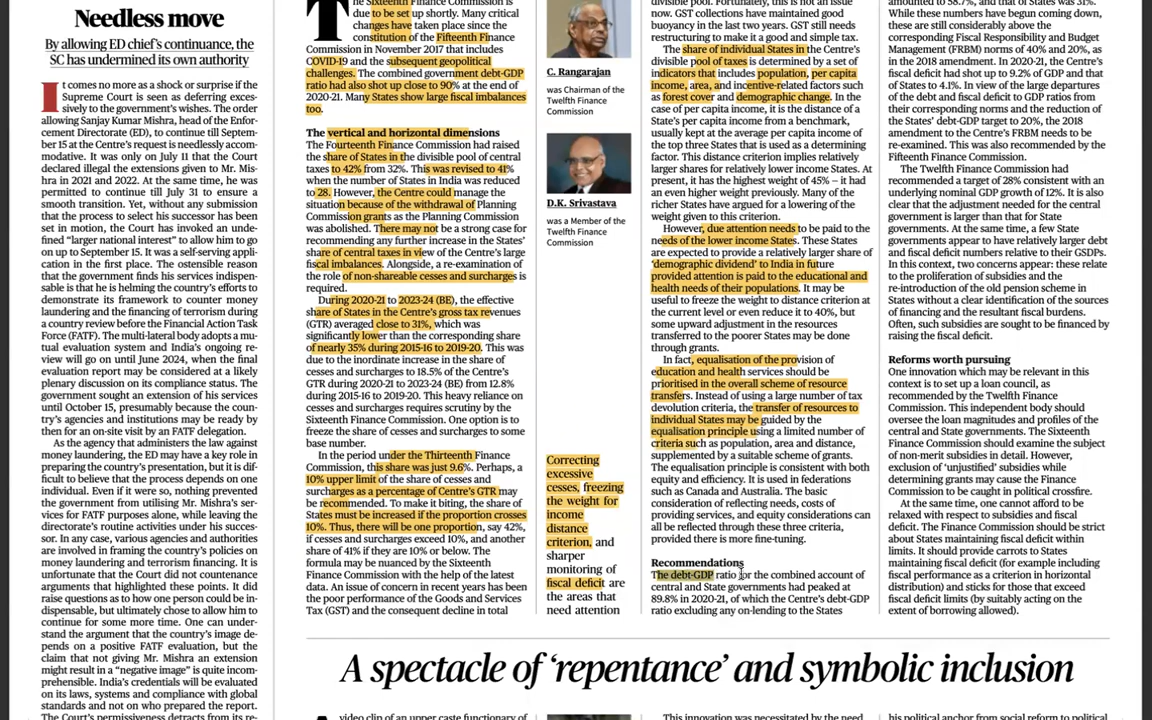 Needless move
By allowing ED chief's continuance, the
SC has undermined its own authority
It comes no more as a shock or surprise if the
Supreme Court is seen as deferring exces-
sively to the government's wishes. The order
allowing Sanjay Kumar Mishra, head of the Enfor-
cement Directorate (ED), to continue till Septem-
ber 15 at the Centre's request is needlessly accom-
modative. It was only on July 11 that the Court
declared illegal the extensions given to Mr. Mis-
hra in 2021 and 2022. At the same time, he was
permitted to continue till July 31 to ensure a
smooth transition. Yet, without any submission
that the process to select his successor has been
set in motion, the Court has invoked an unde-
fined “larger national interest” to allow him to go
on up to September 15. It was a self-serving appli-
cation in the first place. The ostensible reason
that the government finds his services indispen-
sable is that he is helming the country's efforts to
demonstrate its framework to counter money
laundering and the financing of terrorism during
a country review before the Financial Action Task
Force (FATF). The multi-lateral body adopts a mu-
tual evaluation system and India's ongoing re-
view will go on until June 2024, when the final
evaluation report may be considered at a likely
plenary discussion on its compliance status. The
government sought an extension of his services
until October 15, presumably because the coun-
try's agencies and institutions may be ready by
then for an on-site visit by an FATF delegation.
As the agency that administers the law against
money laundering, the ED may have a key role in
preparing the country's presentation, but it is dif-
ficult to believe that the process depends on one
individual. Even if it were so, nothing prevented
the government from utilising Mr. Mishra's ser-
vices for FATF purposes alone, while leaving the
directorate's routine activities under his succes-
sor. In any case, various agencies and authorities
are involved in framing the country's policies on
money laundering and terrorism financing. It is
unfortunate that the Court did not countenance
arguments that highlighted these points. It did
raise questions as to how one person could be in-
dispensable, but ultimately chose to allow him to
continue for some more time. One can under-
stand the argument that the country's image de-
pends on a positive FATF evaluation, but the
claim that not giving Mr. Mishra an extension
might result in a “negative image” is quite incom-
prehensible. India's credentials will be evaluated
on its laws, systems and compliance with global
standards and not on who prepared the report.
The Court's permissiveness detracts from its re-
The Sixteenth Finance Commission is
due to be set up shortly. Many critical
changes have taken place since the
constitution of the Fifteenth Finance
Commission in November 2017 that includes
COVID-19 and the subsequent geopolitical
challenges. The combined government debt-GDP
ratio had also shot up close to 90% at the end of
2020-21. Many States show large fiscal imbalances
too.
The vertical and horizontal dimensions
The Fourteenth Finance Commission had raised
the share of States in the divisible pool of central
taxes to 42% from 32%. This was revised to 41%
when the number of States in India was reduced
to 28. However, the Centre could manage the
situation because of the withdrawal of Planning
Commission grants as the Planning Commission
was abolished. There may not be a strong case for
recommending any further increase in the States'
share of central taxes in view of the Centre's large
fiscal imbalances. Alongside, a re-examination of
the role of non-shareable cesses and surcharges is
required.
During 2020-21 to 2023-24 (BE), the effective
share of States in the Centre's gross tax revenues
(GTR) averaged close to 31%, which was
significantly lower than the corresponding share
of nearly 35% during 2015-16 to 2019-20. This was
due to the inordinate increase in the share of
cesses and surcharges to 18.5% of the Centre's
GTR during 2020-21 to 2023-24 (BE) from 12.8%
during 2015-16 to 2019-20. This heavy reliance on
cesses and surcharges requires scrutiny by the
Sixteenth Finance Commission. One option is to
freeze the share of cesses and surcharges to some
base number.
In the period under the Thirteenth Finance
Commission, this share was just 9.6%. Perhaps, a
10% upper limit of the share of cesses and
surcharges as a percentage of Centre's GTR may
be recommended. To make it biting, the share of
States must be increased if the proportion crosses
10%. Thus, there will be one proportion, say 42%,
if cesses and surcharges exceed 10%, and another
share of 41% if they are 10% or below. The
formula may be nuanced by the Sixteenth
Finance Commission with the help of the latest
data. An issue of concern in recent years has been
the poor performance of the Goods and Services
Tax (GST) and the consequent decline in total
C. Rangarajan
was Chairman of the
Twelfth Finance
Commission
D.K. Srivastava
was a Member of the
Twelfth Finance
Commission
Correcting
excessive
cesses, freezing
the weight for
income
distance
criterion, and
sharper
monitoring of
fiscal deficit are
the areas that
need attention
divisible pool. Fortunately, this is not an issue
now. GST collections have maintained good
buoyancy in the last two years. GST still needs
restructuring to make it a good and simple tax.
The share of individual States in the Centre's
divisible pool of taxes is determined by a set of
indicators that includes population, per capita
income, area, and incentive-related factors such
as forest cover and demographic change. In the
case of per capita income, it is the distance of a
State's per capita income from a benchmark,
usually kept at the average per capita income of
the top three States that is used as a determining
factor. This distance criterion implies relatively
larger shares for relatively lower income States. At
present, it has the highest weight of 45% – it had
an even higher weight previously. Many of the
richer States have argued for a lowering of the
weight given to this criterion.
However, due attention needs to be paid to the
needs of the lower income States. These States
are expected to provide a relatively larger share of
‘demographic dividend’ to India in future
provided attention is paid to the educational and
health needs of their populations. It may be
useful to freeze the weight to distance criterion at
the current level or even reduce it to 40%, but
some upward adjustment in the resources
transferred to the poorer States may be done
through grants.
In fact, equalisation of the provision of
education and health services should be
prioritised in the overall scheme of resource
transfers. Instead of using a large number of tax
devolution criteria, the transfer of resources to
individual States may be guided by the
equalisation principle using a limited number of
criteria such as population, area and distance,
supplemented by a suitable scheme of grants.
The equalisation principle is consistent with both
equity and efficiency. It is used in federations
such as Canada and Australia. The basic
consideration of reflecting needs, costs of
providing services, and equity considerations can
all be reflected through these three criteria,
provided there is more fine-tuning.
Recommendations
The debt-GDP ratio for the combined account of
central and State governments had peaked at
89.8% in 2020-21, of which the Centre's debt-GDP
ratio excluding any on-lending to the States
amounted to 58.7%, and that of States was 31%.
While these numbers have begun coming down,
these are still considerably above the
corresponding Fiscal Responsibility and Budget
Management (FRBM) norms of 40% and 20%, as
in the 2018 amendment. In 2020-21, the Centre's
fiscal deficit had shot up to 9.2% of GDP and that
of States to 4.1%. In view of the large departures
of the debt and fiscal deficit to GDP ratios from
their corresponding norms and the reduction of
the States' debt-GDP target to 20%, the 2018
amendment to the Centre's FRBM needs to be
re-examined. This was also recommended by the
Fifteenth Finance Commission.
The Twelfth Finance Commission had
recommended a target of 28% consistent with an
underlying nominal GDP growth of 12%. It is also
clear that the adjustment needed for the central
government is larger than that for State
governments. At the same time, a few State
governments appear to have relatively larger debt
and fiscal deficit numbers relative to their GSDPs.
In this context, two concerns appear: these relate
to the proliferation of subsidies and the
re-introduction of the old pension scheme in
States without a clear identification of the sources
of financing and the resultant fiscal burdens.
Often, such subsidies are sought to be financed by
raising the fiscal deficit.
Reforms worth pursuing
One innovation which may be relevant in this
context is to set up a loan council, as
recommended by the Twelfth Finance
Commission. This independent body should
oversee the loan magnitudes and profiles of the
central and State governments. The Sixteenth
Finance Commission should examine the subject
of non-merit subsidies in detail. However,
exclusion of ‘unjustified’ subsidies while
determining grants may cause the Finance
Commission to be caught in political crossfire.
At the same time, one cannot afford to be
relaxed with respect to subsidies and fiscal
deficit. The Finance Commission should be strict
about States maintaining fiscal deficit within
limits. It should provide carrots to States
maintaining fiscal deficit (for example including
fiscal performance as a criterion in horizontal
distribution) and sticks for those that exceed
fiscal deficit limits (by suitably acting on the
extent of borrowing allowed).
A spectacle of ‘repentance’ and symbolic inclusion
video clip of an upper caste functionary of
This innovation was necessitated by the need
his political anchor from social reform to political